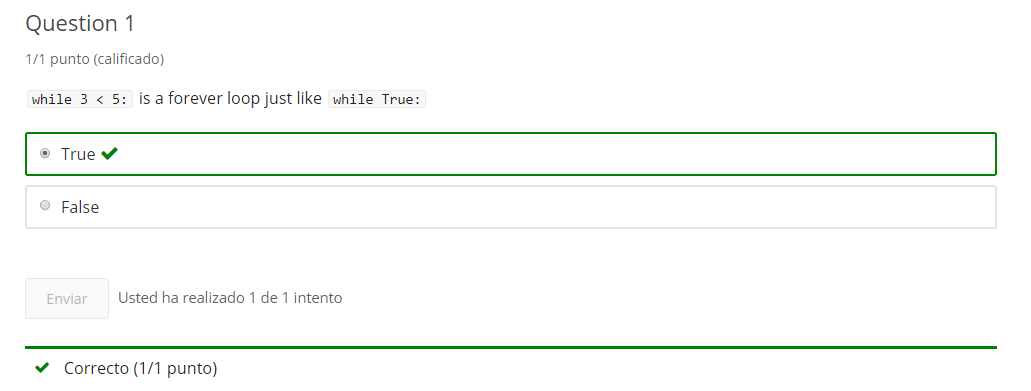 Question 1
1/1 punto (calificado)
while 3 < 5: is a forever loop just like while True:
True
False
Enviar Usted ha realizado 1 de 1 intento
Correcto (1/1 punto)